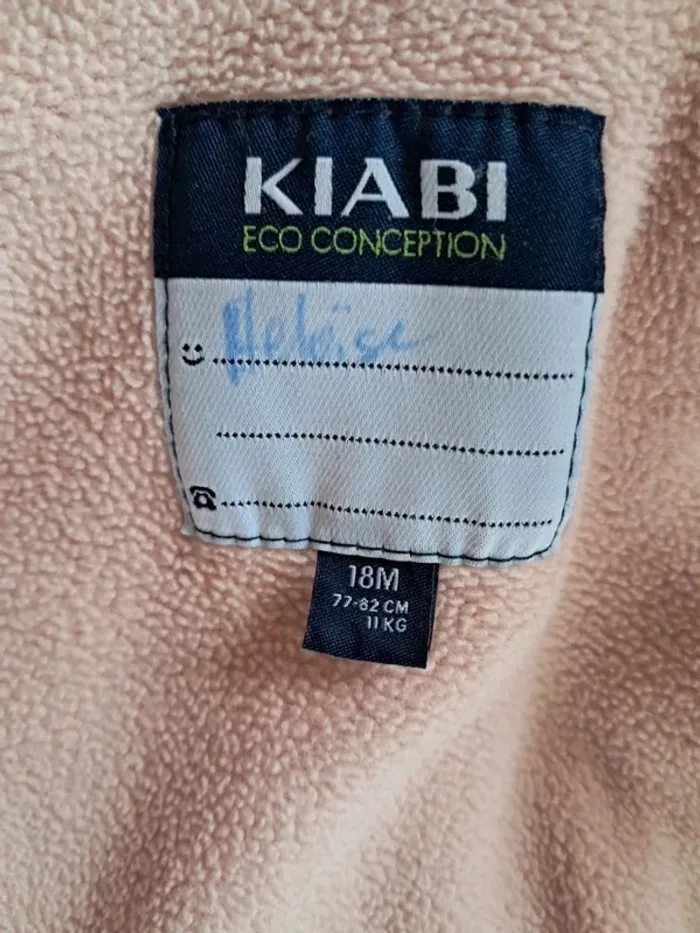 KIABI
ECO CONCEPTION
Héloïse
18M
77-82 CM
11 KG